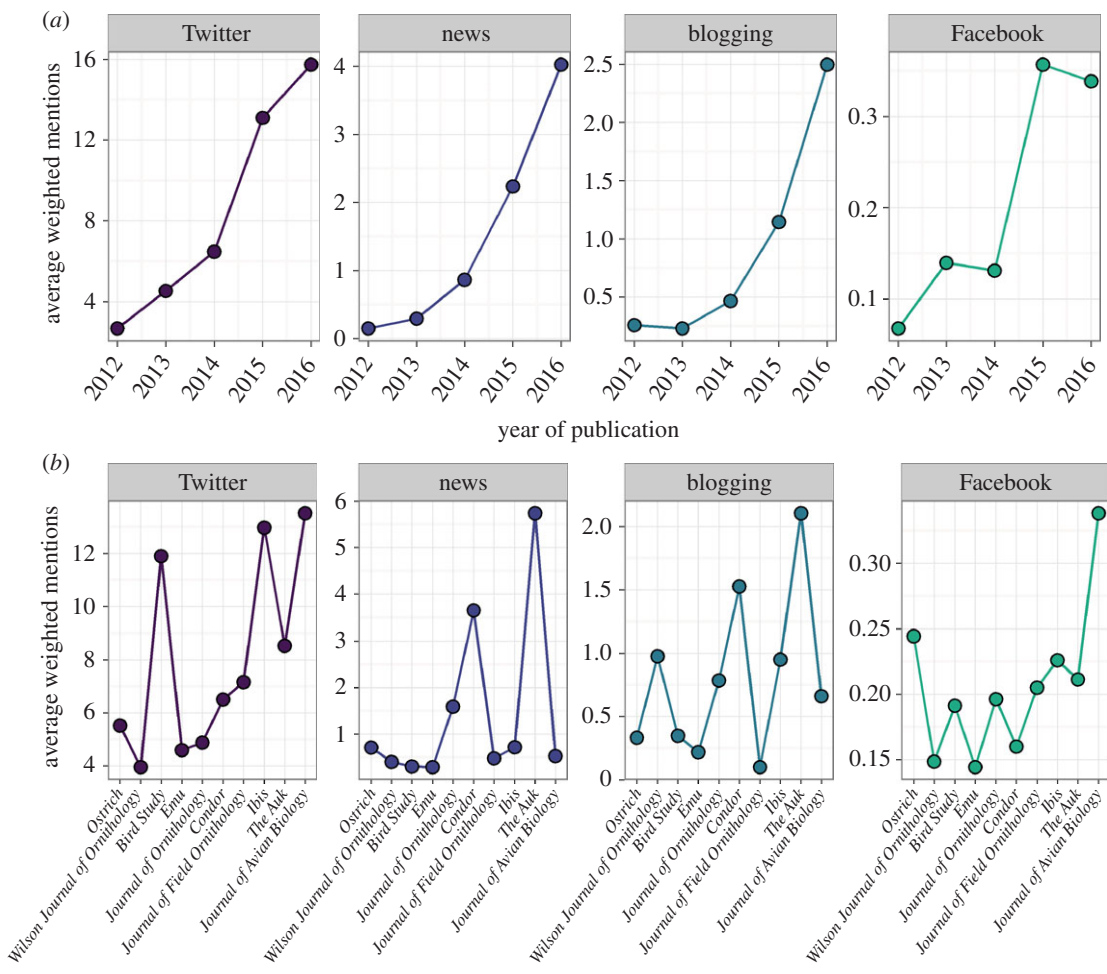 (a)
Twitter
news
blogging
Facebook
average weighted mentions
16
12
8
4
4
3
2
1
0
2.5
2.0
1.5
1.0
0.5
0.3
0.2
0.1
2012 2013 2014 2015 2016
2012 2013 2014 2015 2016
2012 2013 2014 2015 2016
2012 2013 2014 2015 2016
year of publication
(b)
Twitter
news
blogging
Facebook
average weighted mentions
12
10
8
6
4
6
5
4
3
2
1
2.0
1.5
1.0
0.5
0
0.30
0.25
0.20
0.15
Ostrich
Wilson Journal of Ornithology
Bird Study
Emu
Journal of Ornithology
Condor
Journal of Field Ornithology
Ibis
The Auk
Journal of Avian Biology
Ostrich
Wilson Journal of Ornithology
Bird Study
Emu
Journal of Ornithology
Condor
Journal of Field Ornithology
Ibis
The Auk
Journal of Avian Biology
Ostrich
Wilson Journal of Ornithology
Bird Study
Emu
Journal of Ornithology
Condor
Journal of Field Ornithology
Ibis
The Auk
Journal of Avian Biology
Ostrich
Wilson Journal of Ornithology
Bird Study
Emu
Journal of Ornithology
Condor
Journal of Field Ornithology
Ibis
The Auk
Journal of Avian Biology